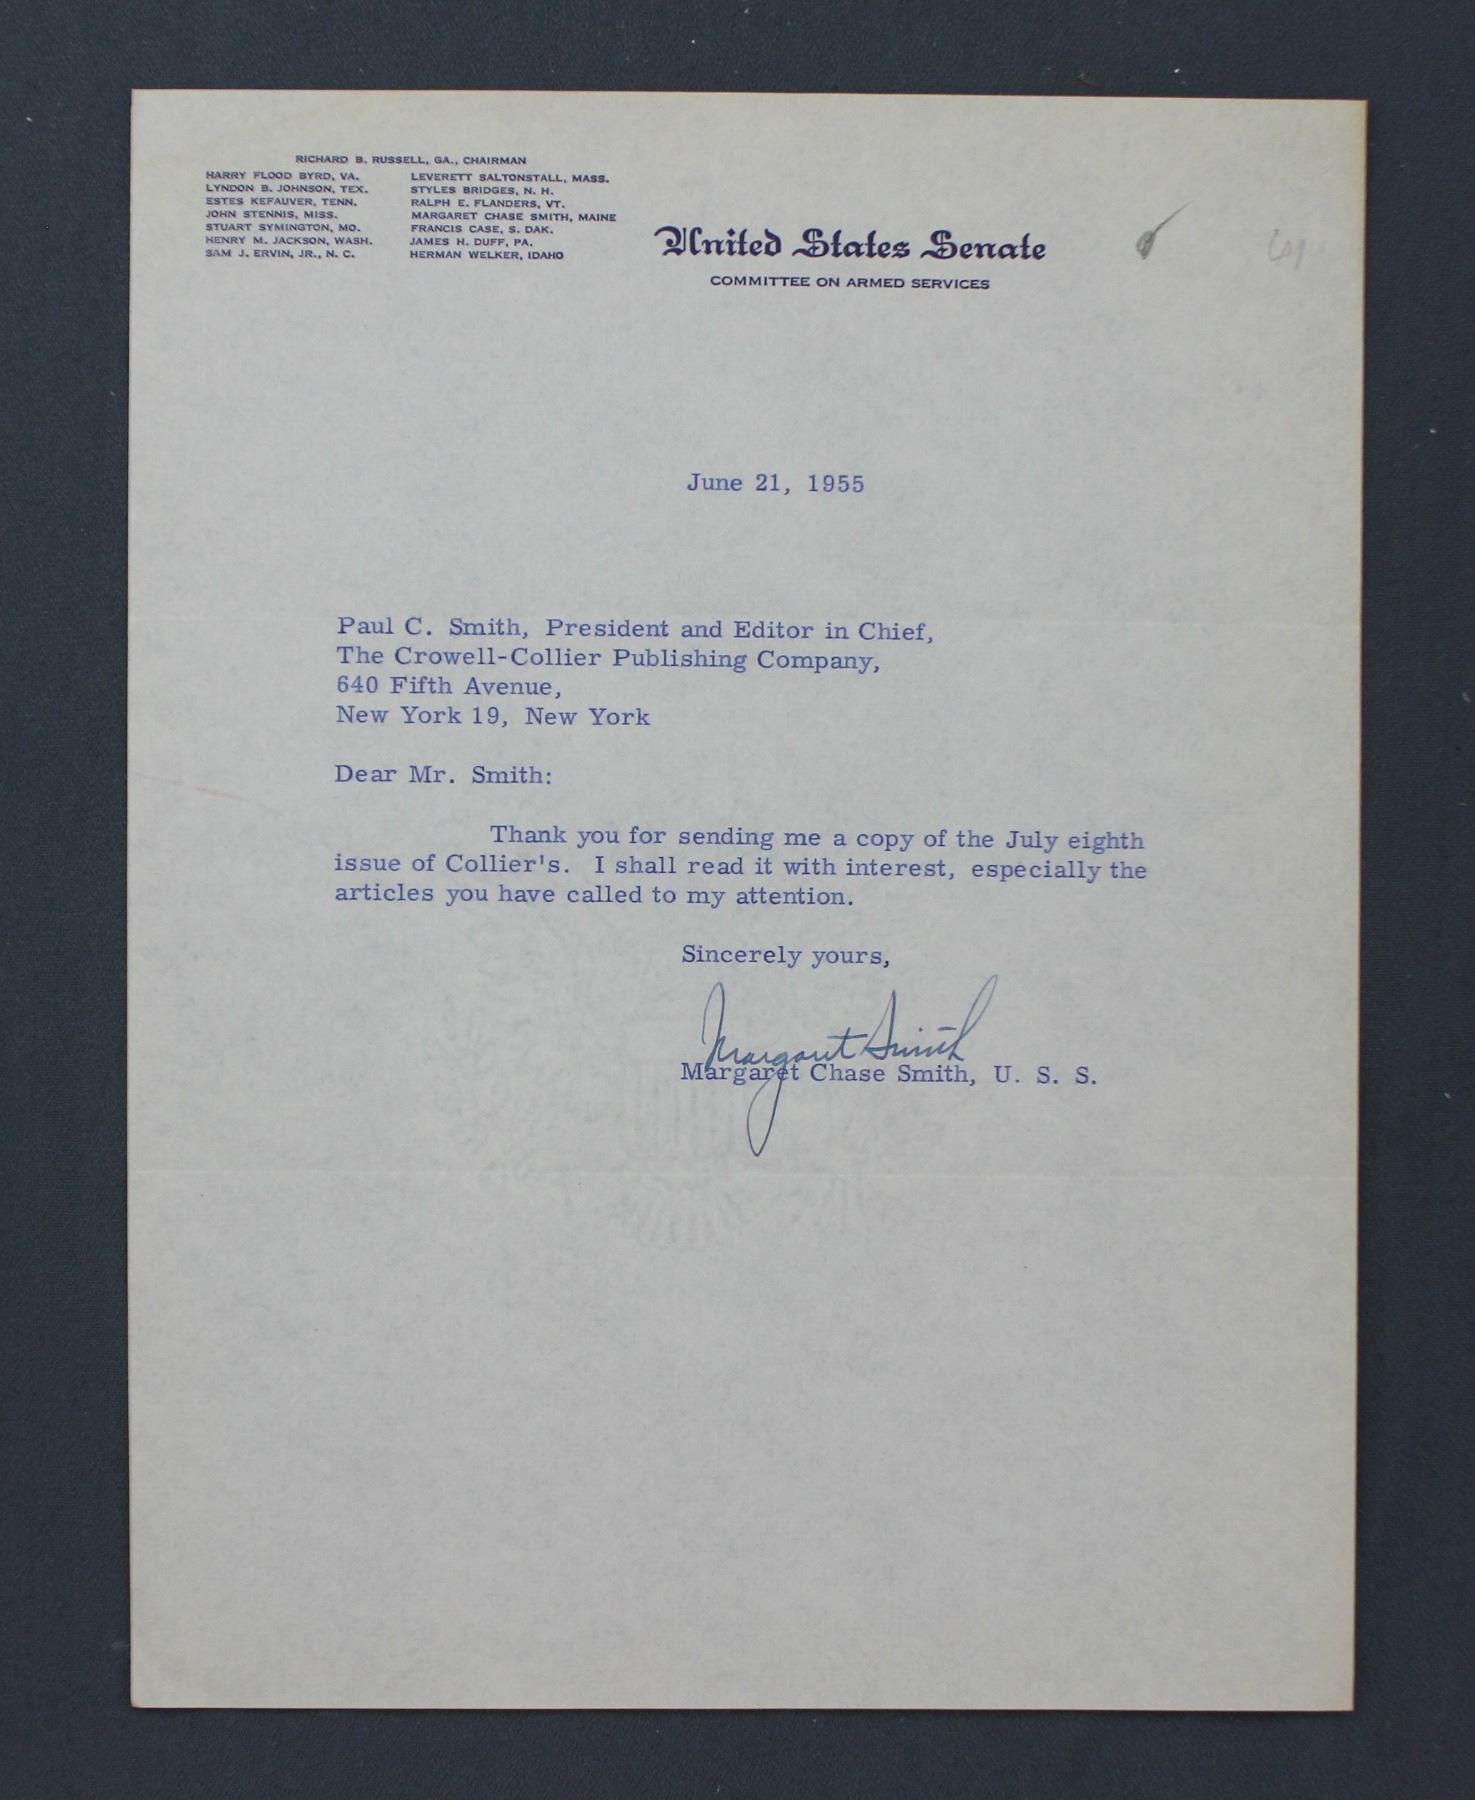 RICHARD B. RUSSELL, GA., CHAIRMAN
HARRY FLOOD BYRD, VA.
LYNDON B. JOHNSON, TEX.
ESTES KEFAUVER, TENN.
JOHN STENNIS, MISS.
STUART SYMINGTON, MO.
HENRY M. JACKSON, WASH.
SAM J. ERVIN, JR., N. C.
LEVERETT SALTONSTALL, MASS.
STYLES BRIDGES, N. H.
RALPH E. FLANDERS, VT.
MARGARET CHASE SMITH, MAINE
FRANCIS CASE, S. DAK.
JAMES H. DUFF, PA.
HERMAN WELKER, IDAHO
United States Senate
COMMITTEE ON ARMED SERVICES
June 21, 1955
Paul C. Smith, President and Editor in Chief,
The Crowell-Collier Publishing Company,
640 Fifth Avenue,
New York 19, New York
Dear Mr. Smith:
Thank you for sending me a copy of the July eighth
issue of Collier's. I shall read it with interest, especially the
articles you have called to my attention.
Sincerely yours,
Margaret Smith
Margaret Chase Smith, U. S. S.